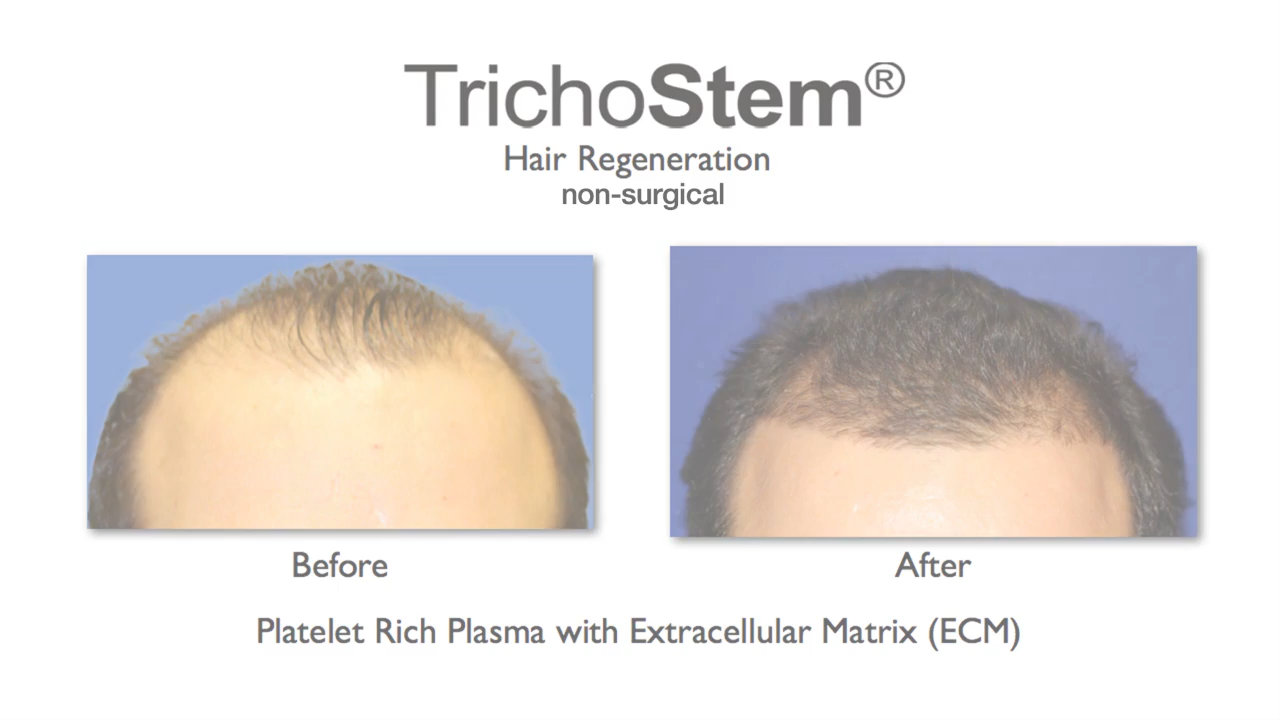 TrichoStem®
Hair Regeneration
non-surgical
Before
After
Platelet Rich Plasma with Extracellular Matrix (ECM)